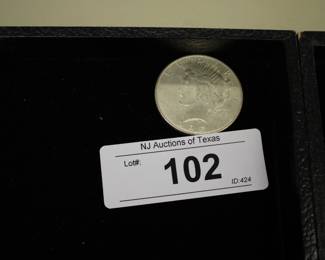 NJ Auctions of Texas
Lot#:
102
ID:424